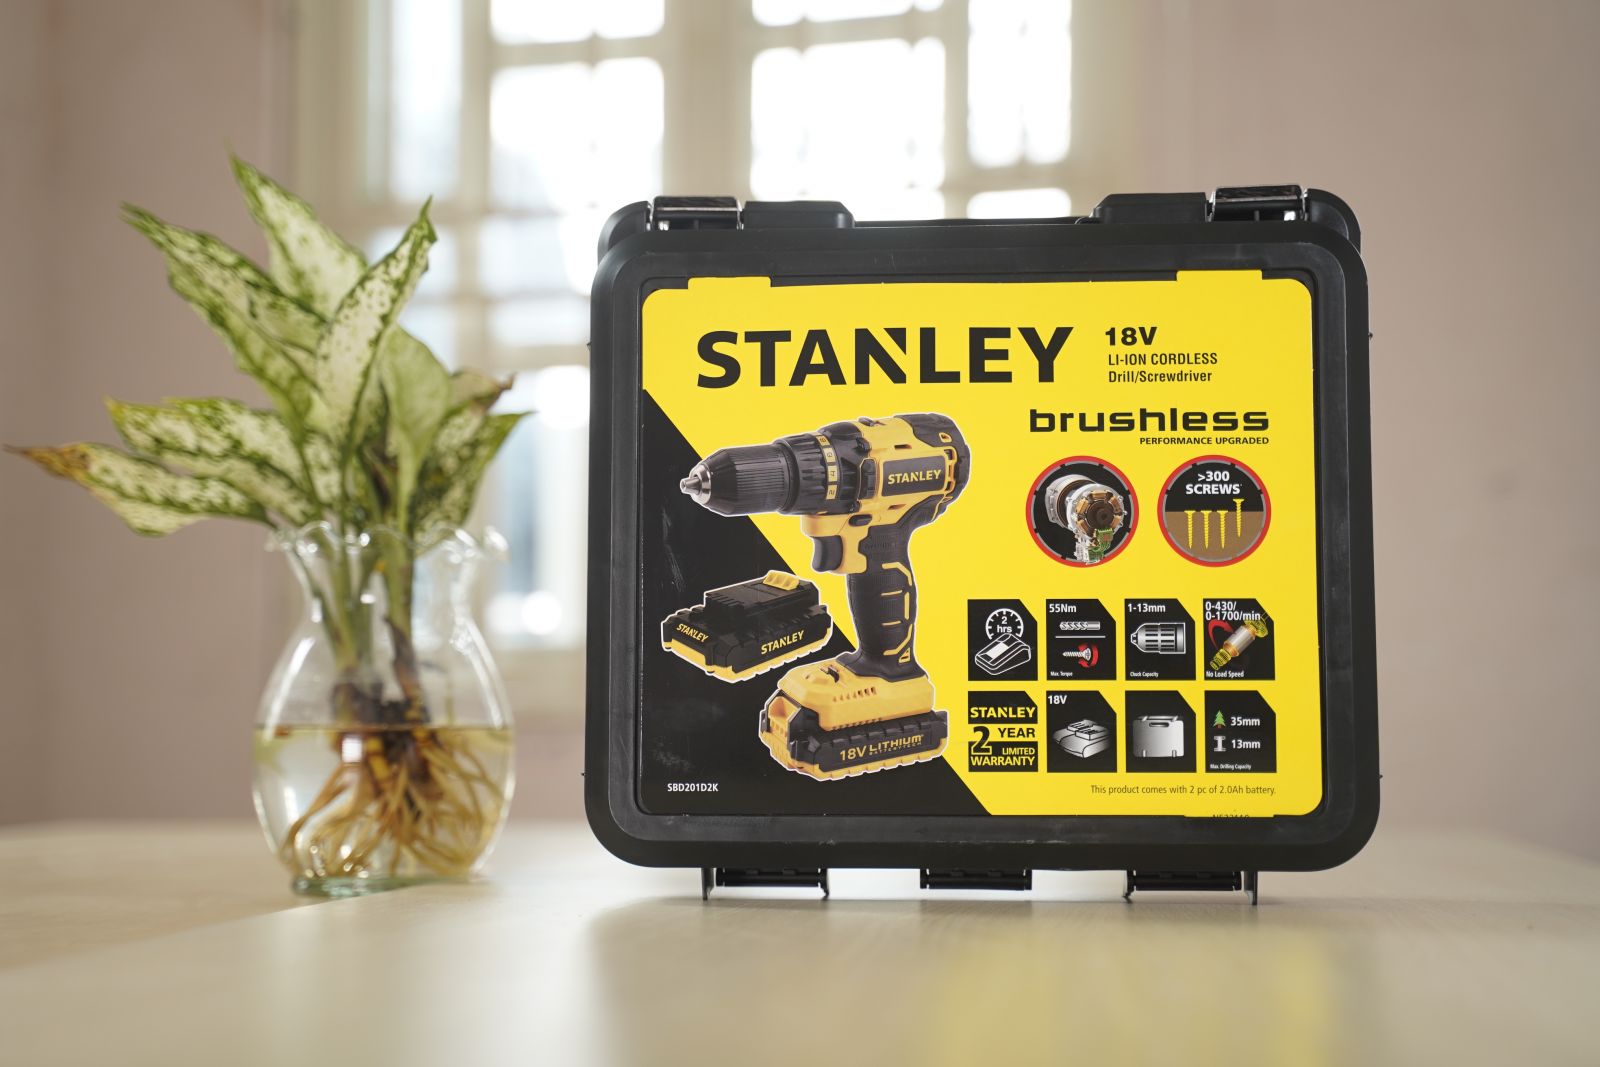 STANLEY
18V
LI-ION CORDLESS
Drill/Screwdriver
brushless
PERFORMANCE UPGRADED
>300
SCREWS
STANLEY
STANLEY
STANLEY
18V LITHIUM
SBD201D2K
2
hrs
55Nm
Max. Torque
1-13mm
Chuck Capacity
0-430/
0-1700/min
No Load Speed
STANLEY
2 YEAR
LIMITED
WARRANTY
18V
35mm
13mm
Max. Drilling Capacity
This product comes with 2 pc of 2.0Ah battery.